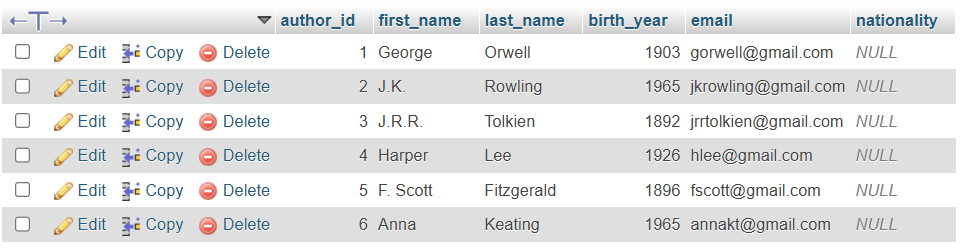 author_id first_name last_name birth_year email nationality
Edit Copy Delete 1 George Orwell 1903 gorwell@gmail.com NULL
Edit Copy Delete 2 J.K. Rowling 1965 jkrowling@gmail.com NULL
Edit Copy Delete 3 J.R.R. Tolkien 1892 jrrtolkien@gmail.com NULL
Edit Copy Delete 4 Harper Lee 1926 hlee@gmail.com NULL
Edit Copy Delete 5 F. Scott Fitzgerald 1896 fscott@gmail.com NULL
Edit Copy Delete 6 Anna Keating 1965 annakt@gmail.com NULL